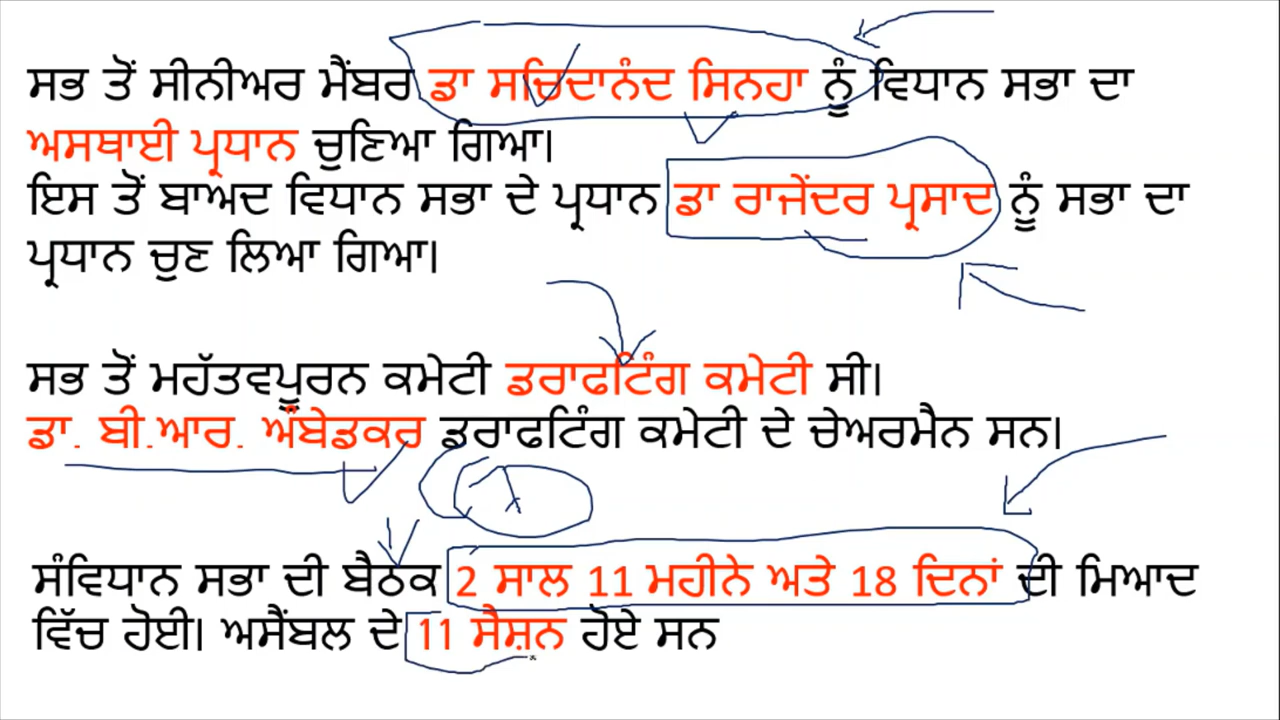 ਸਭ ਤੋਂ ਸੀਨੀਅਰ ਮੈਂਬਰ ਡਾ ਸਚਿਦਾਨੰਦ ਸਿਨਹਾ ਨੂੰ ਵਿਧਾਨ ਸਭਾ ਦਾ
ਅਸਥਾਈ ਪ੍ਰਧਾਨ ਚੁਣਿਆ ਗਿਆ।
ਇਸ ਤੋਂ ਬਾਅਦ ਵਿਧਾਨ ਸਭਾ ਦੇ ਪ੍ਰਧਾਨ ਡਾ ਰਾਜੇਂਦਰ ਪ੍ਰਸਾਦ ਨੂੰ ਸਭਾ ਦਾ
ਪ੍ਰਧਾਨ ਚੁਣ ਲਿਆ ਗਿਆ।
ਸਭ ਤੋਂ ਮਹੱਤਵਪੂਰਨ ਕਮੇਟੀ ਡਰਾਫਟਿੰਗ ਕਮੇਟੀ ਸੀ।
ਡਾ. ਬੀ.ਆਰ. ਅੰਬੇਡਕਰ ਡਰਾਫਟਿੰਗ ਕਮੇਟੀ ਦੇ ਚੇਅਰਮੈਨ ਸਨ।
ਸੰਵਿਧਾਨ ਸਭਾ ਦੀ ਬੈਠਕ 2 ਸਾਲ 11 ਮਹੀਨੇ ਅਤੇ 18 ਦਿਨਾਂ ਦੀ ਮਿਆਦ
ਵਿੱਚ ਹੋਈ। ਅਸੈਂਬਲ ਦੇ 11 ਸੈਸ਼ਨ ਹੋਏ ਸਨ